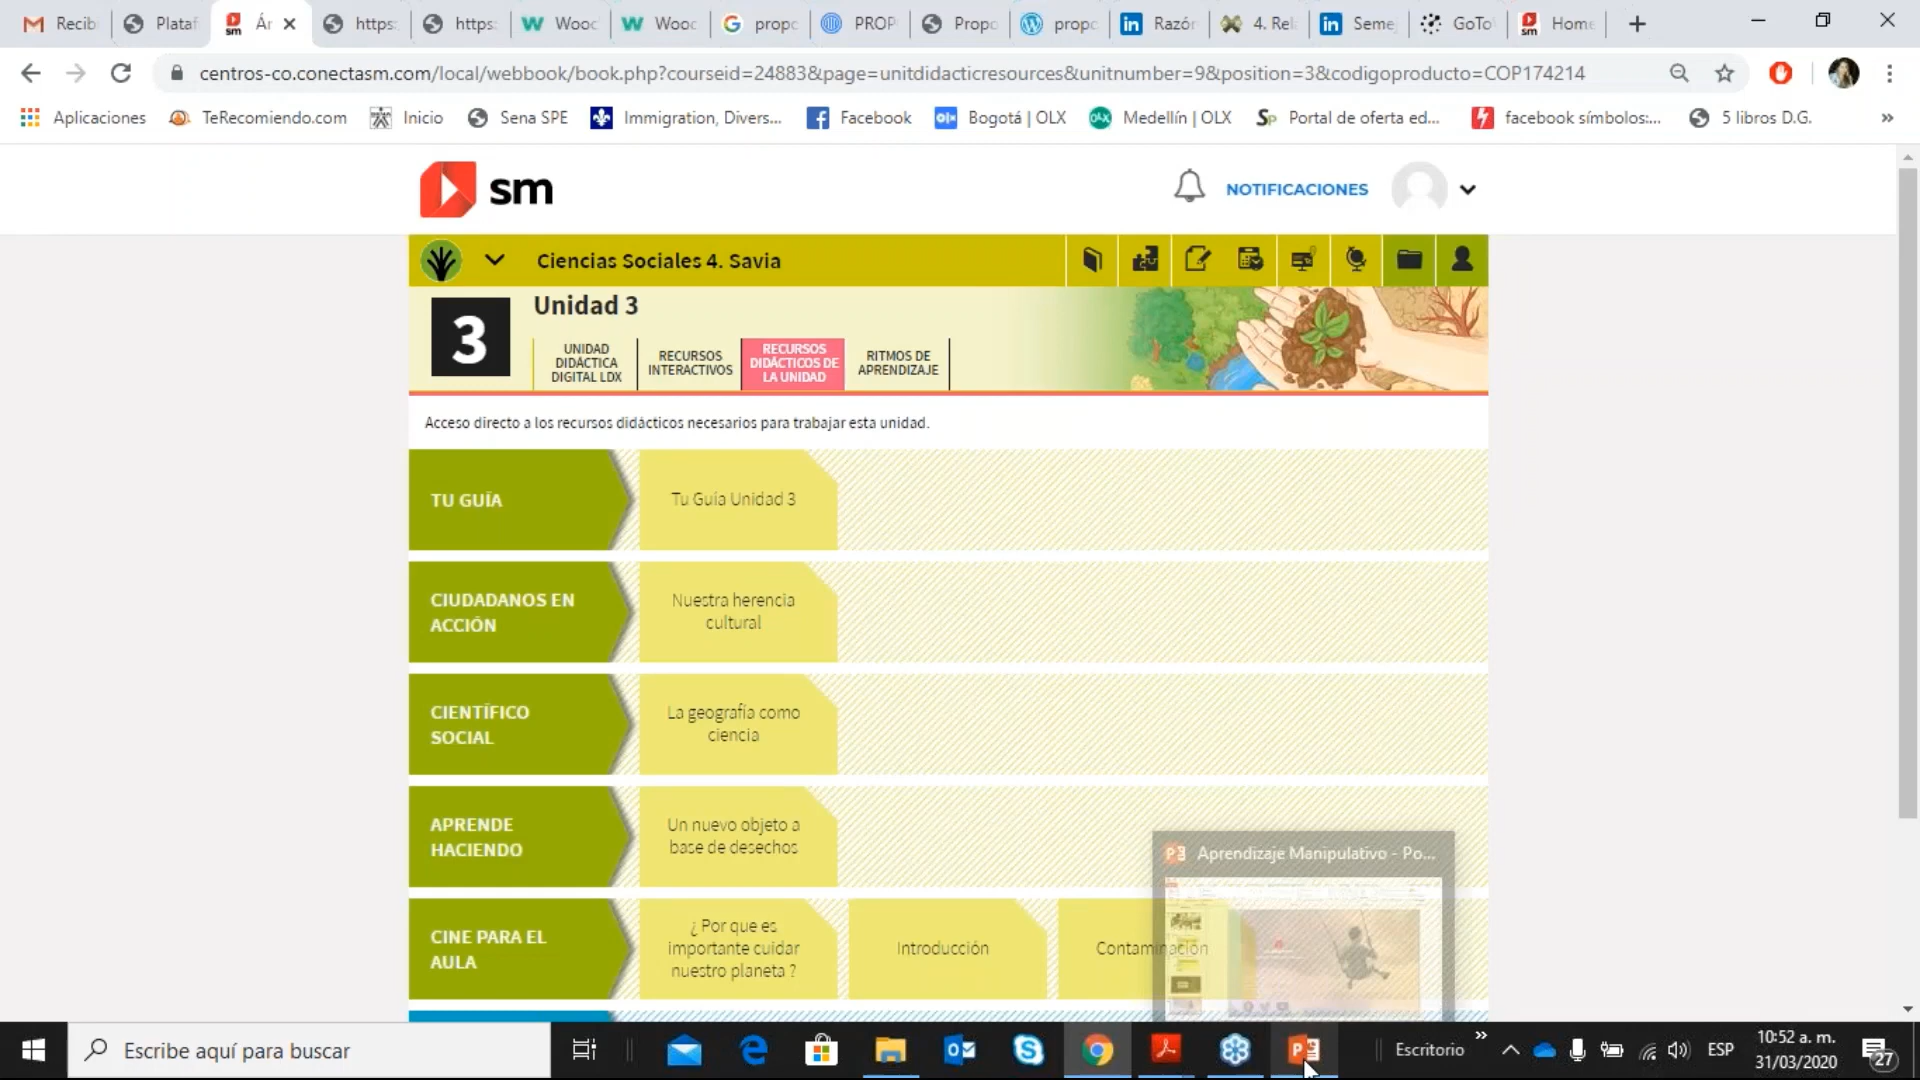 Recib
Plataf
Ár
https:
https:
Wooc
Wooc
propo
PROP
Propo
propo
Razór
4. Rel
Seme
GoTo
Home
centros-co.conectasm.com/local/webbook/book.php?courseid=24883&page=unitdidacticresources&unitnumber=9&position=3&codigoproducto=COP174214
Aplicaciones
TeRecomiendo.com
Inicio
Sena SPE
Immigration, Divers...
Facebook
Bogotá | OLX
Medellín | OLX
Portal de oferta ed...
facebook símbolos:...
5 libros D.G.
»
sm
NOTIFICACIONES
Ciencias Sociales 4. Savia
3
Unidad 3
UNIDAD
DIDÁCTICA
DIGITAL LDX
RECURSOS
INTERACTIVOS
RECURSOS
DIDÁCTICOS DE
LA UNIDAD
RITMOS DE
APRENDIZAJE
Acceso directo a los recursos didácticos necesarios para trabajar esta unidad.
TU GUÍA
Tu Guía Unidad 3
CIUDADANOS EN
ACCIÓN
Nuestra herencia
cultural
CIENTÍFICO
SOCIAL
La geografía como
ciencia
APRENDE
HACIENDO
Un nuevo objeto a
base de desechos
CINE PARA EL
AULA
¿ Por que es
importante cuidar
nuestro planeta ?
Introducción
Contaminación
Aprendizaje Manipulativo - Po...
Escribe aquí para buscar
Escritorio
»
ESP
10:52 a. m.
31/03/2020
27